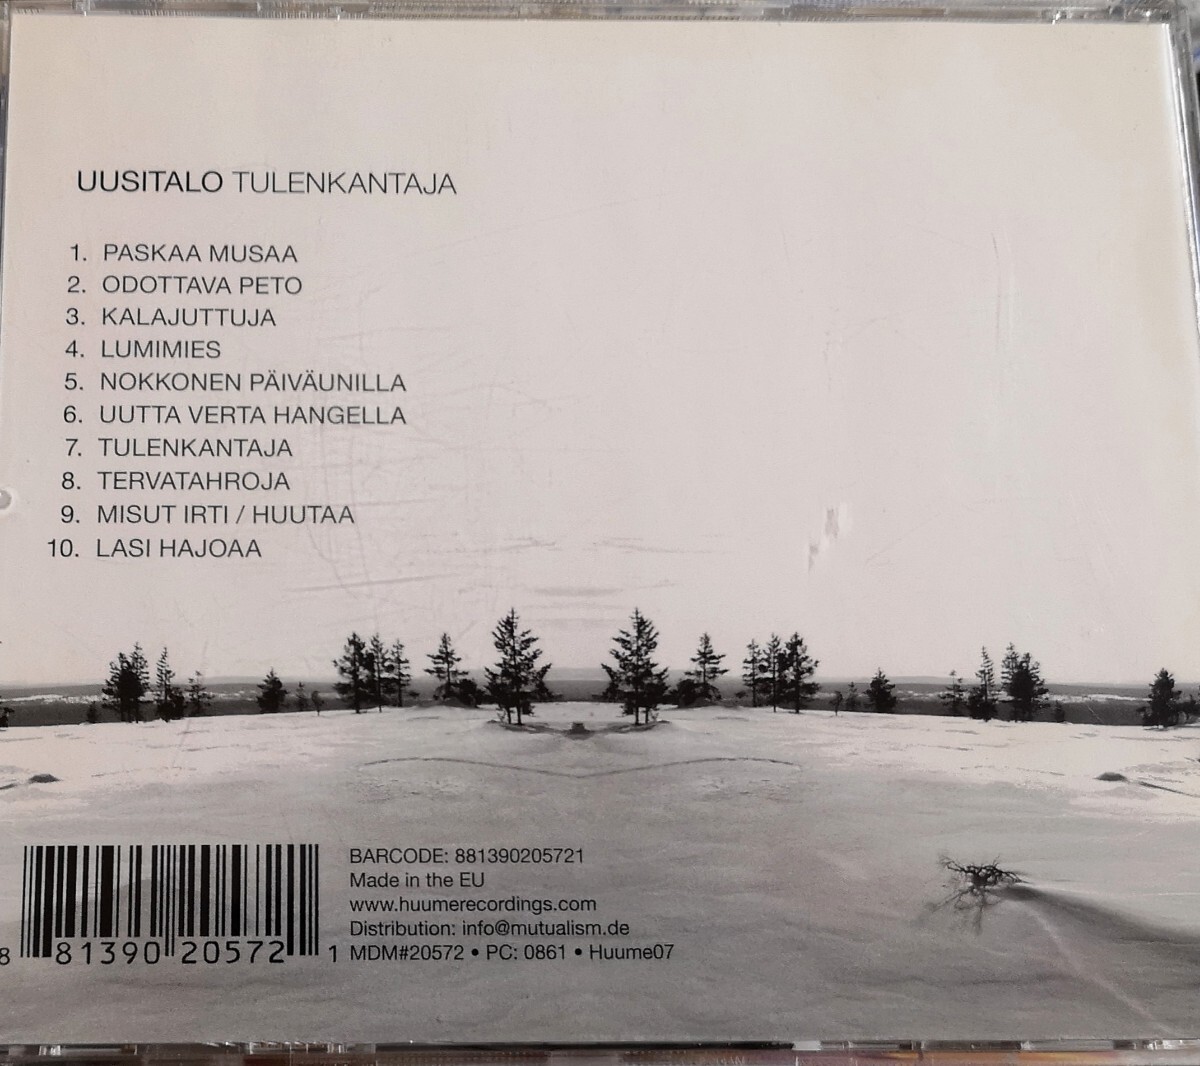 UUSITALO TULENKANTAJA
1. PASKAA MUSAA
2. ODOTTAVA PETO
3. KALAJUTTUJA
4. LUMIMIES
5. NOKKONEN PÄIVÄUNILLA
6. UUTTA VERTA HANGELLA
7. TULENKANTAJA
8. TERVATAHROJA
9. MISUT IRTI / HUUTAA
10. LASI HAJOAA
BARCODE: 881390205721
Made in the EU
www.huumerecordings.com
Distribution: info@mutualism.de
MDM#20572 • PC: 0861 • Huume07
8 81390 20572 1